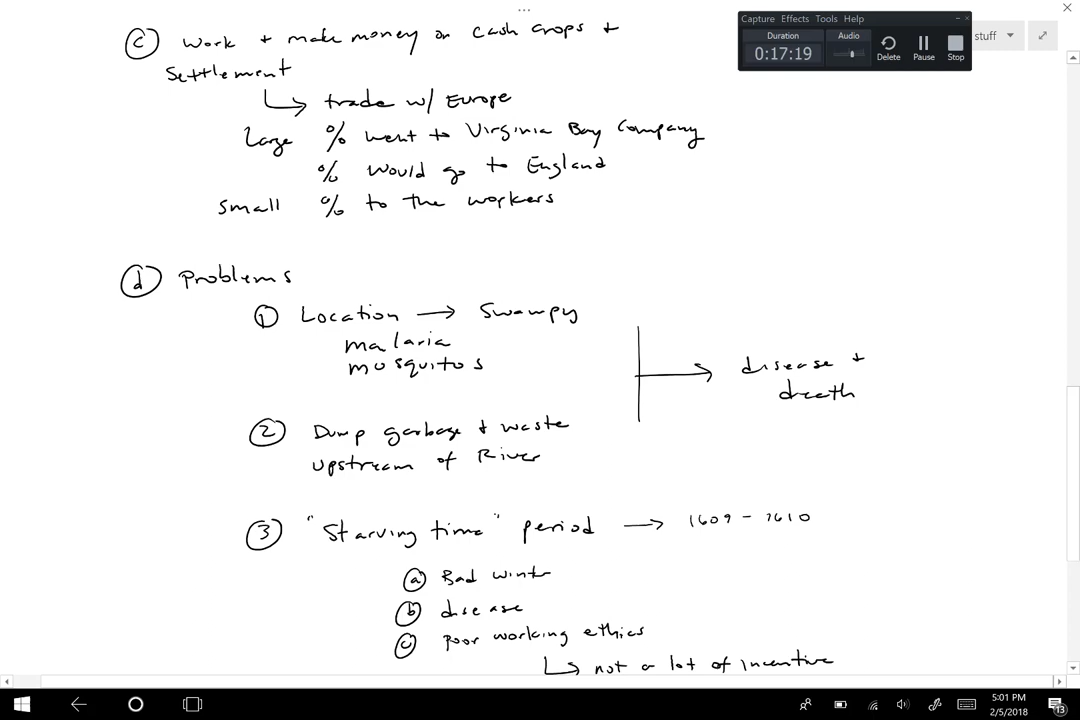 Capture Effects Tools Help
Duration Audio
0:17:19
Delete Pause Stop
stuff
c work + make money on cash crops +
settlement
trade w/ Europe
Large % went to Virginia Bay Company
% would go to England
small % to the workers
d Problems
1 Location → Swampy
malaria
mosquitos
disease +
death
2 Dump garbage + waste
upstream of River
3 "Starving time" period → 1609 - 1610
a Bad winter
b disease
c Poor working ethics
not a lot of incentive
5:01 PM
2/5/2018
13